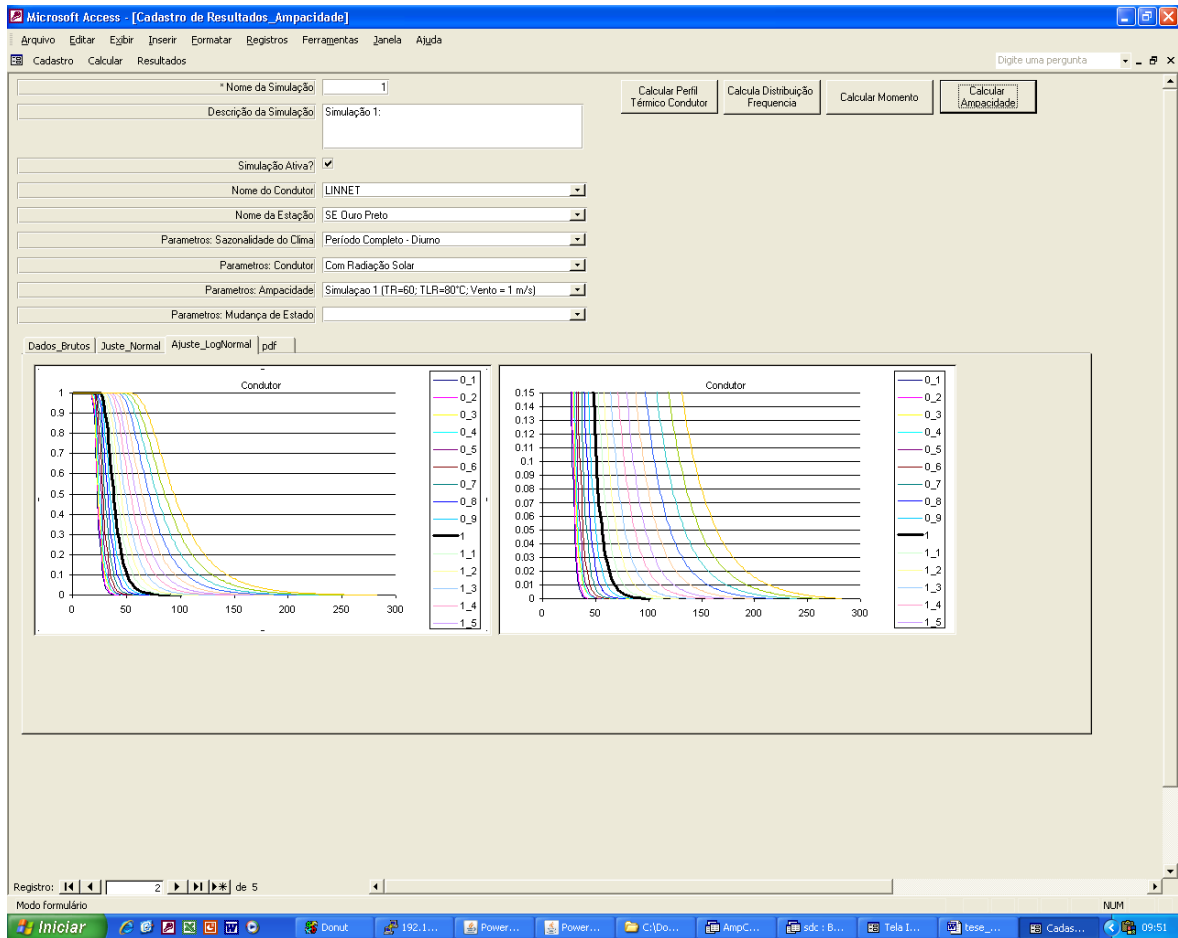 Microsoft Access - [Cadastro de Resultados_Ampacidade]
Arquivo Editar Exibir Inserir Formatar Registros Ferramentas Janela Ajuda
Cadastro Calcular Resultados
Digite uma pergunta
* Nome da Simulação 1
Calcular Perfil Térmico Condutor
Calcula Distribuição Frequencia
Calcular Momento
Calcular Ampacidade
Descrição da Simulação Simulação 1:
Simulação Ativa?
Nome do Condutor LINNET
Nome da Estação SE Ouro Preto
Parametros: Sazonalidade do Clima Período Completo - Diurno
Parametros: Condutor Com Radiação Solar
Parametros: Ampacidade Simulaçao 1 (TR=60; TLR=80°C; Vento = 1 m/s)
Parametros: Mudança de Estado
Dados_Brutos Juste_Normal Ajuste_LogNormal pdf
Condutor
1
0.9
0.8
0.7
0.6
0.5
0.4
0.3
0.2
0.1
0
0 50 100 150 200 250 300
0_1
0_2
0_3
0_4
0_5
0_6
0_7
0_8
0_9
1
1_1
1_2
1_3
1_4
1_5
Condutor
0.15
0.14
0.13
0.12
0.11
0.1
0.09
0.08
0.07
0.06
0.05
0.04
0.03
0.02
0.01
0
0 50 100 150 200 250 300
0_1
0_2
0_3
0_4
0_5
0_6
0_7
0_8
0_9
1
1_1
1_2
1_3
1_4
1_5
Registro: 2 de 5
Modo formulário
NUM
Iniciar Donut 192.1... Power... Power... C:\Do... AmpC... sdc : B... Tela I... tese_... Cadas... 09:51